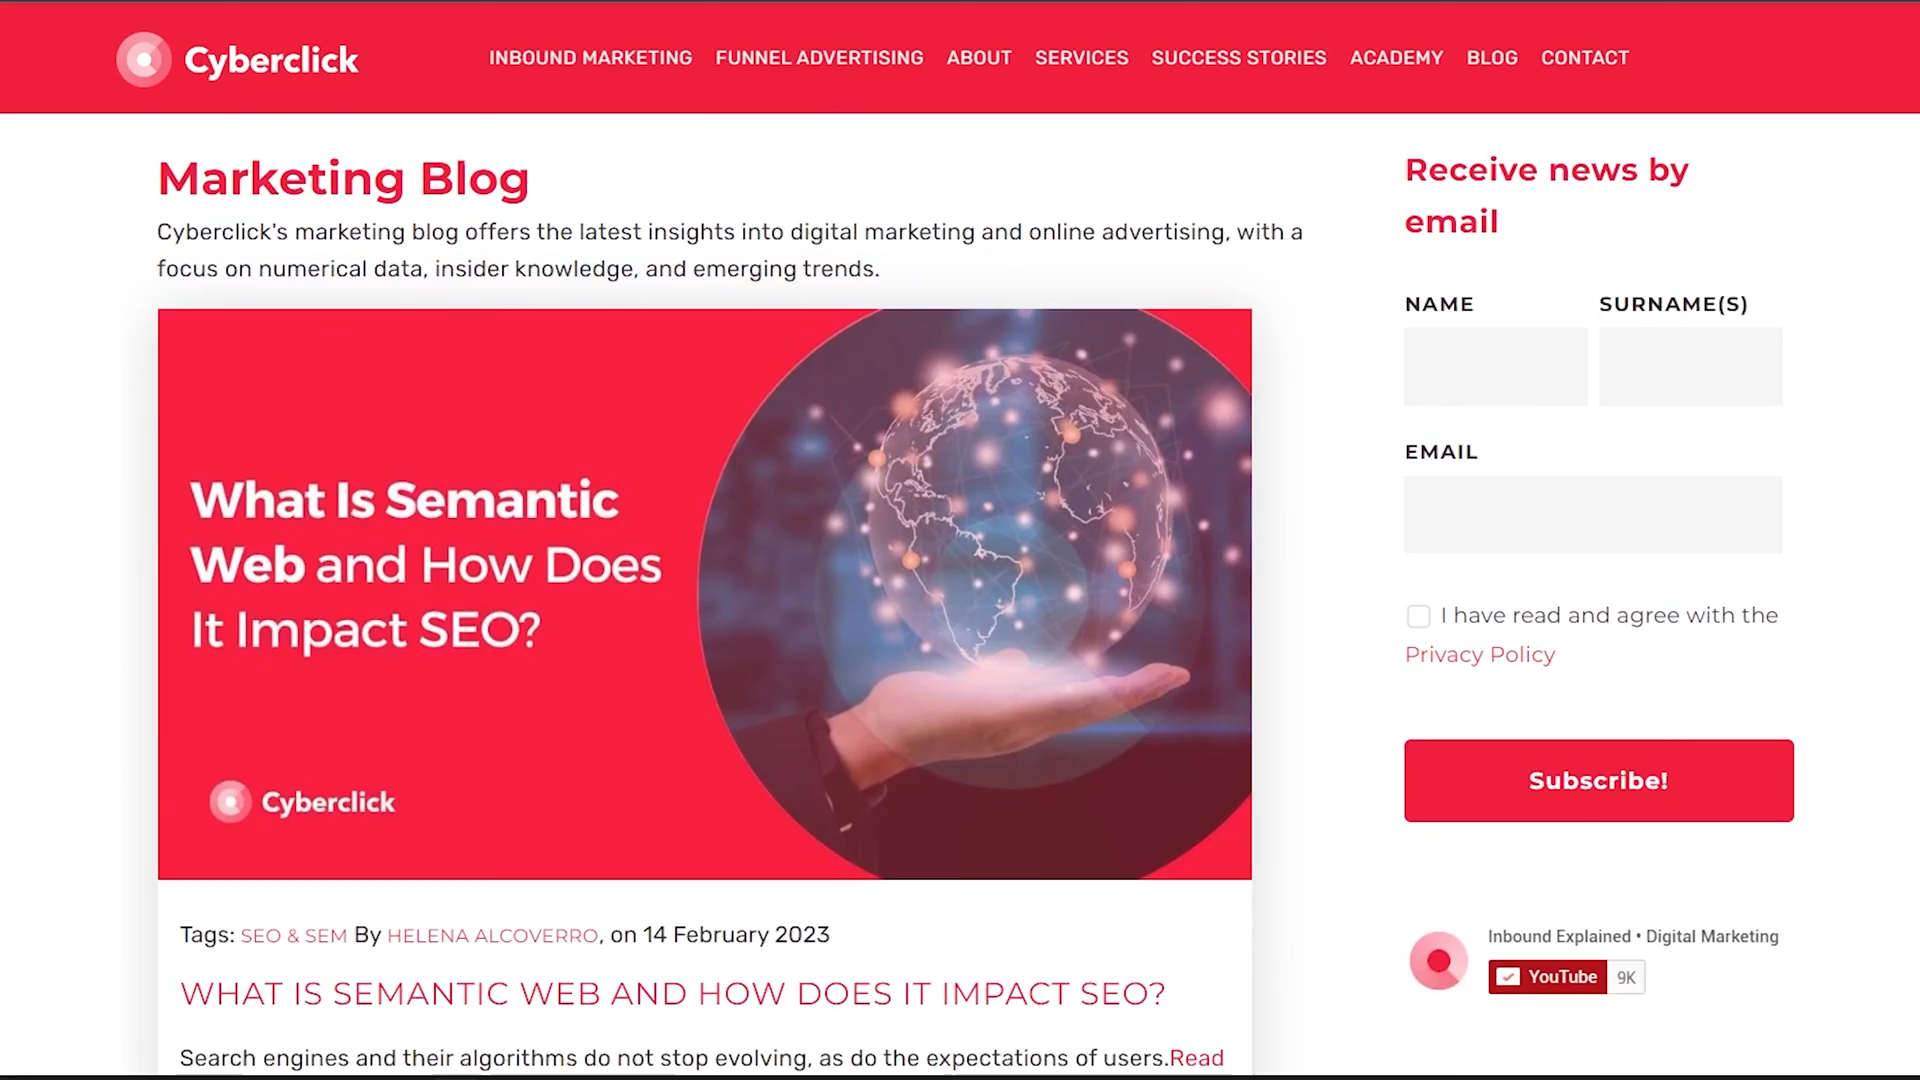 Cyberclick
INBOUND MARKETING FUNNEL ADVERTISING ABOUT SERVICES SUCCESS STORIES ACADEMY BLOG CONTACT
Marketing Blog
Cyberclick's marketing blog offers the latest insights into digital marketing and online advertising, with a
focus on numerical data, insider knowledge, and emerging trends.
What Is Semantic
Web and How Does
It Impact SEO?
Cyberclick
Tags: SEO & SEM By HELENA ALCOVERRO, on 14 February 2023
WHAT IS SEMANTIC WEB AND HOW DOES IT IMPACT SEO?
Search engines and their algorithms do not stop evolving, as do the expectations of users.Read
Receive news by
email
NAME SURNAME(S)
EMAIL
I have read and agree with the
Privacy Policy
Subscribe!
Inbound Explained • Digital Marketing
YouTube 9K